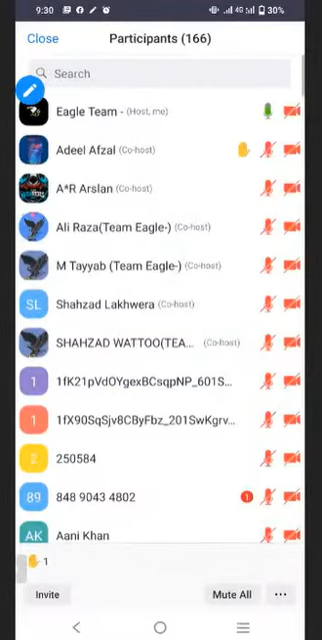 9:30 4G 30%
Close Participants (166)
Search
Eagle Team - (Host, me)
Adeel Afzal (Co-host)
A*R Arslan (Co-host)
Ali Raza(Team Eagle-) (Co-host)
M Tayyab (Team Eagle-) (Co-host)
SL Shahzad Lakhwera (Co-host)
SHAHZAD WATTOO(TEA... (Co-host)
1 1fK21pVdOYgexBCsqpNP_601S...
1 1fX90SqSjv8CByFbz_201SwKgrv...
2 250584
89 848 9043 4802 1
AK Aani Khan
1
Invite Mute All ...